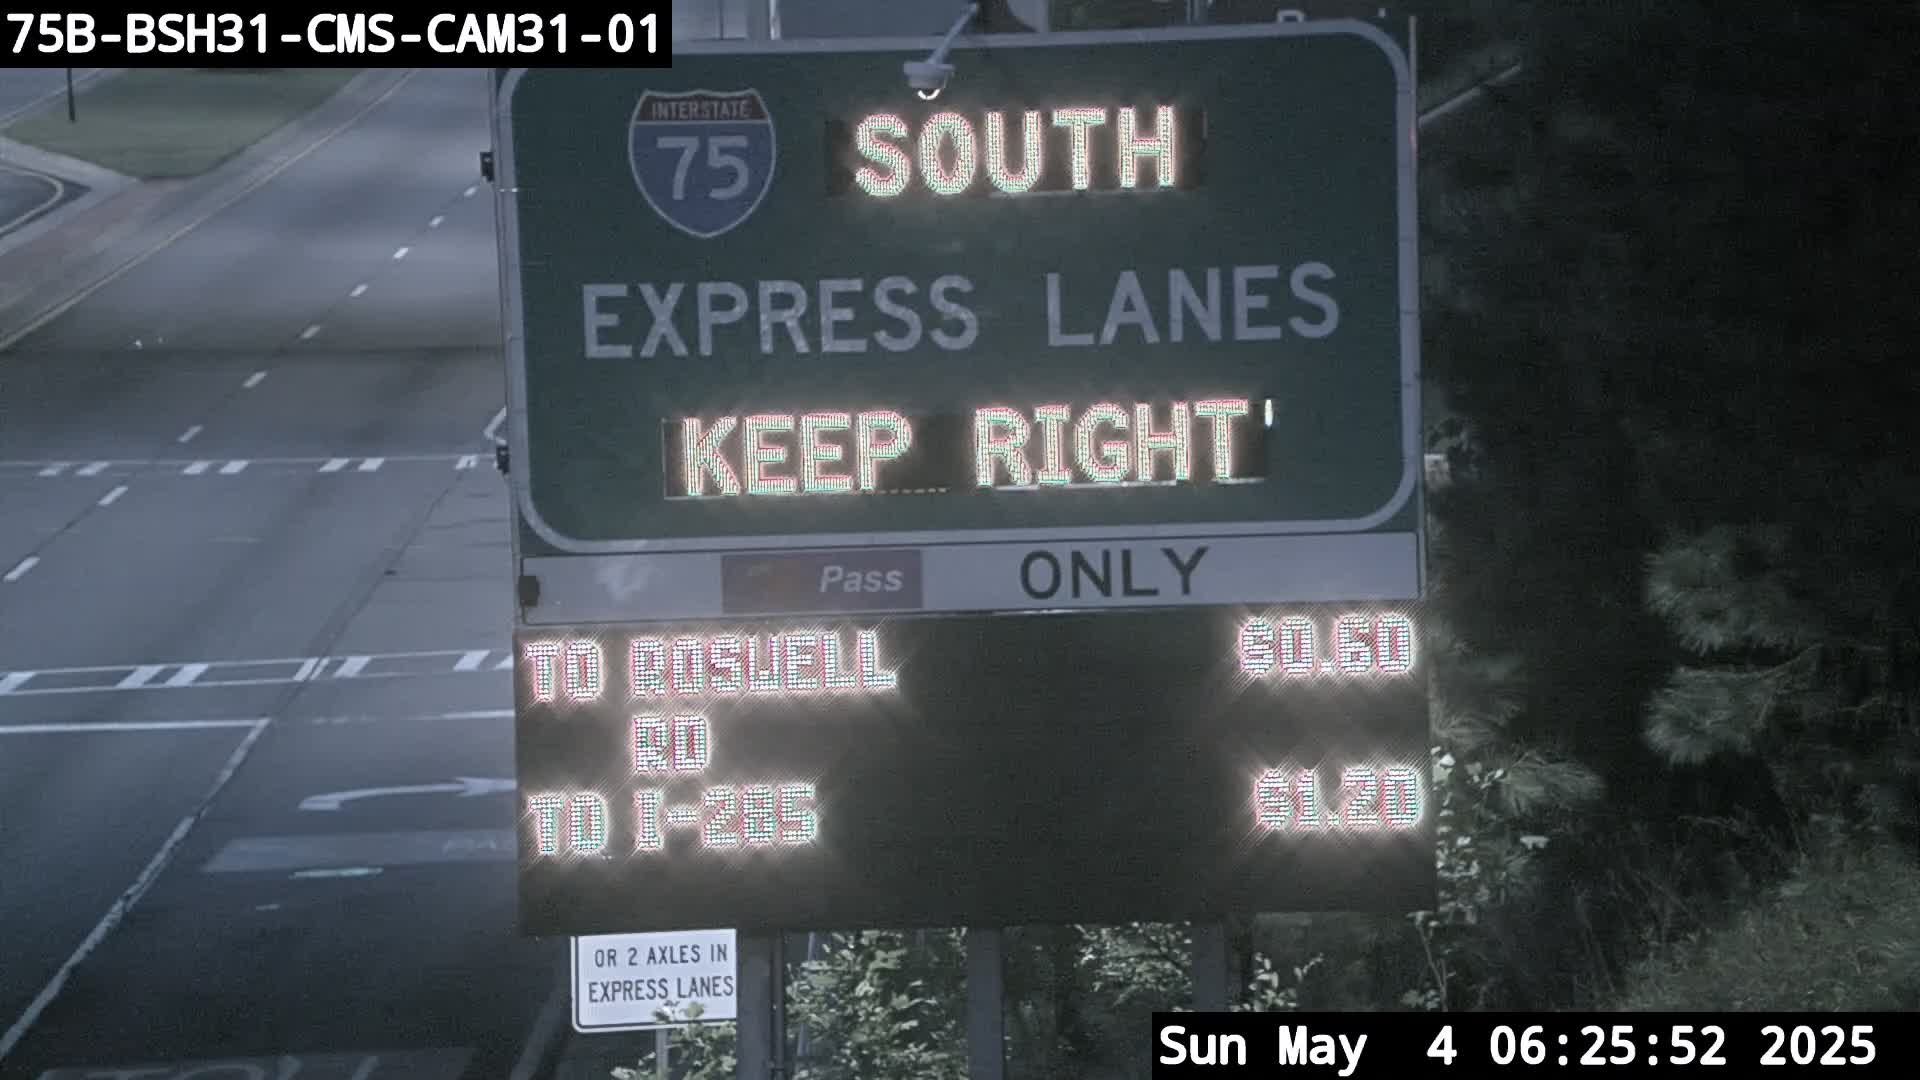 75B-BSH31-CMS-CAM31-01
INTERSTATE
75
SOUTH
EXPRESS LANES
KEEP RIGHT
Pass ONLY
TO ROSWELL $0.60
RD
TO I-285 $1.20
OR 2 AXLES IN
EXPRESS LANES
Sun May 4 06:25:52 2025